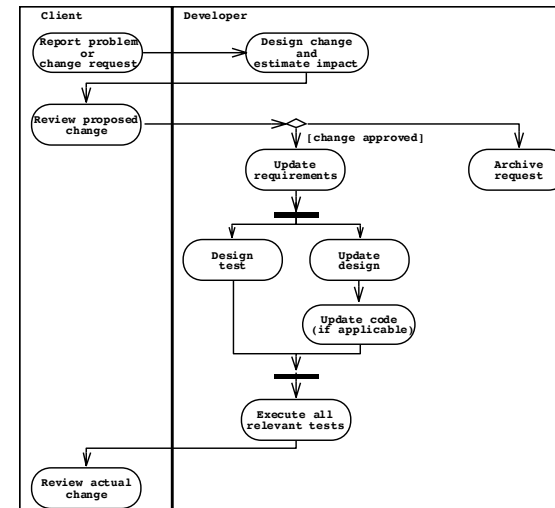 Client
Developer
Report problem
or
change request
Design change
and
estimate impact
Review proposed
change
[change approved]
Update
requirements
Archive
request
Design
test
Update
design
Update code
(if applicable)
Execute all
relevant tests
Review actual
change